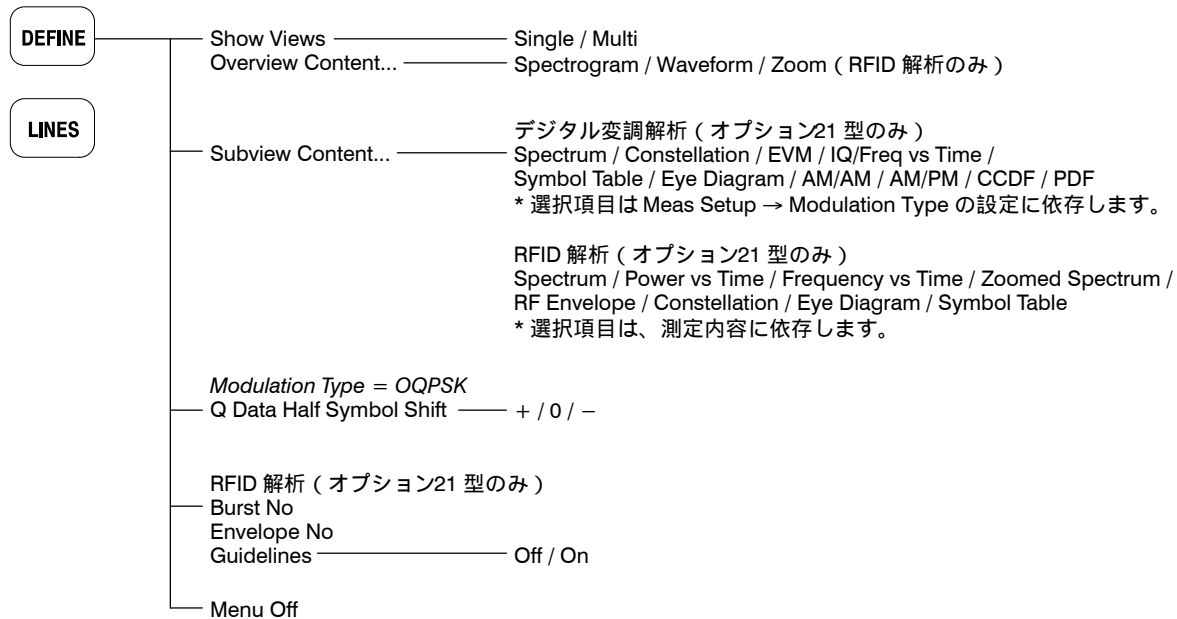 DEFINE
Show Views Single / Multi
Overview Content... Spectrogram / Waveform / Zoom ( RFID 解析のみ )
LINES
デジタル変調解析 ( オプション21 型のみ )
Subview Content... Spectrum / Constellation / EVM / IQ/Freq vs Time /
Symbol Table / Eye Diagram / AM/AM / AM/PM / CCDF / PDF
* 選択項目は Meas Setup → Modulation Type の設定に依存します。
RFID 解析 ( オプション21 型のみ )
Spectrum / Power vs Time / Frequency vs Time / Zoomed Spectrum /
RF Envelope / Constellation / Eye Diagram / Symbol Table
* 選択項目は、測定内容に依存します。
Modulation Type = OQPSK
Q Data Half Symbol Shift + / 0 / −
RFID 解析 ( オプション21 型のみ )
Burst No
Envelope No
Guidelines Off / On
Menu Off